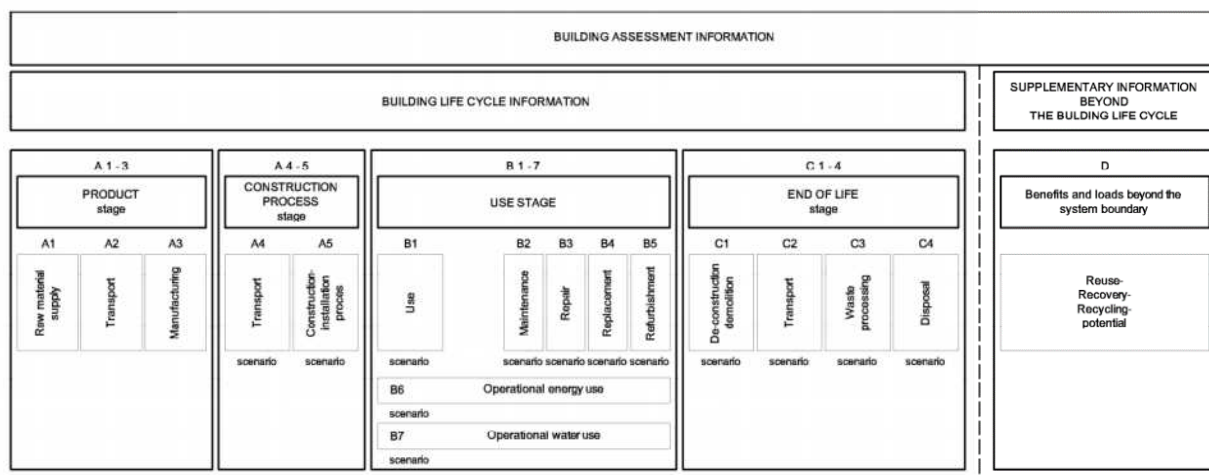 BUILDING ASSESSMENT INFORMATION
BUILDING LIFE CYCLE INFORMATION
SUPPLEMENTARY INFORMATION
BEYOND
THE BULDING LIFE CYCLE
A 1 - 3
PRODUCT
stage
A1
A2
A3
Raw material
supply
Transport
Manufacturing
A 4 - 5
CONSTRUCTION
PROCESS
stage
A4
A5
Transport
Construction-
installation
proces
scenario
scenario
B 1 - 7
USE STAGE
B1
B2
B3
B4
B5
Use
Maintenance
Repair
Replacement
Refurbishment
scenario
scenario
scenario
scenario
scenario
B6
Operational energy use
scenario
B7
Operational water use
scenario
C 1 - 4
END OF LIFE
stage
C1
C2
C3
C4
De-construction
demolition
Transport
Waste
processing
Disposal
scenario
scenario
scenario
scenario
D
Benefits and loads beyond the
system boundary
Reuse-
Recovery-
Recycling-
potential